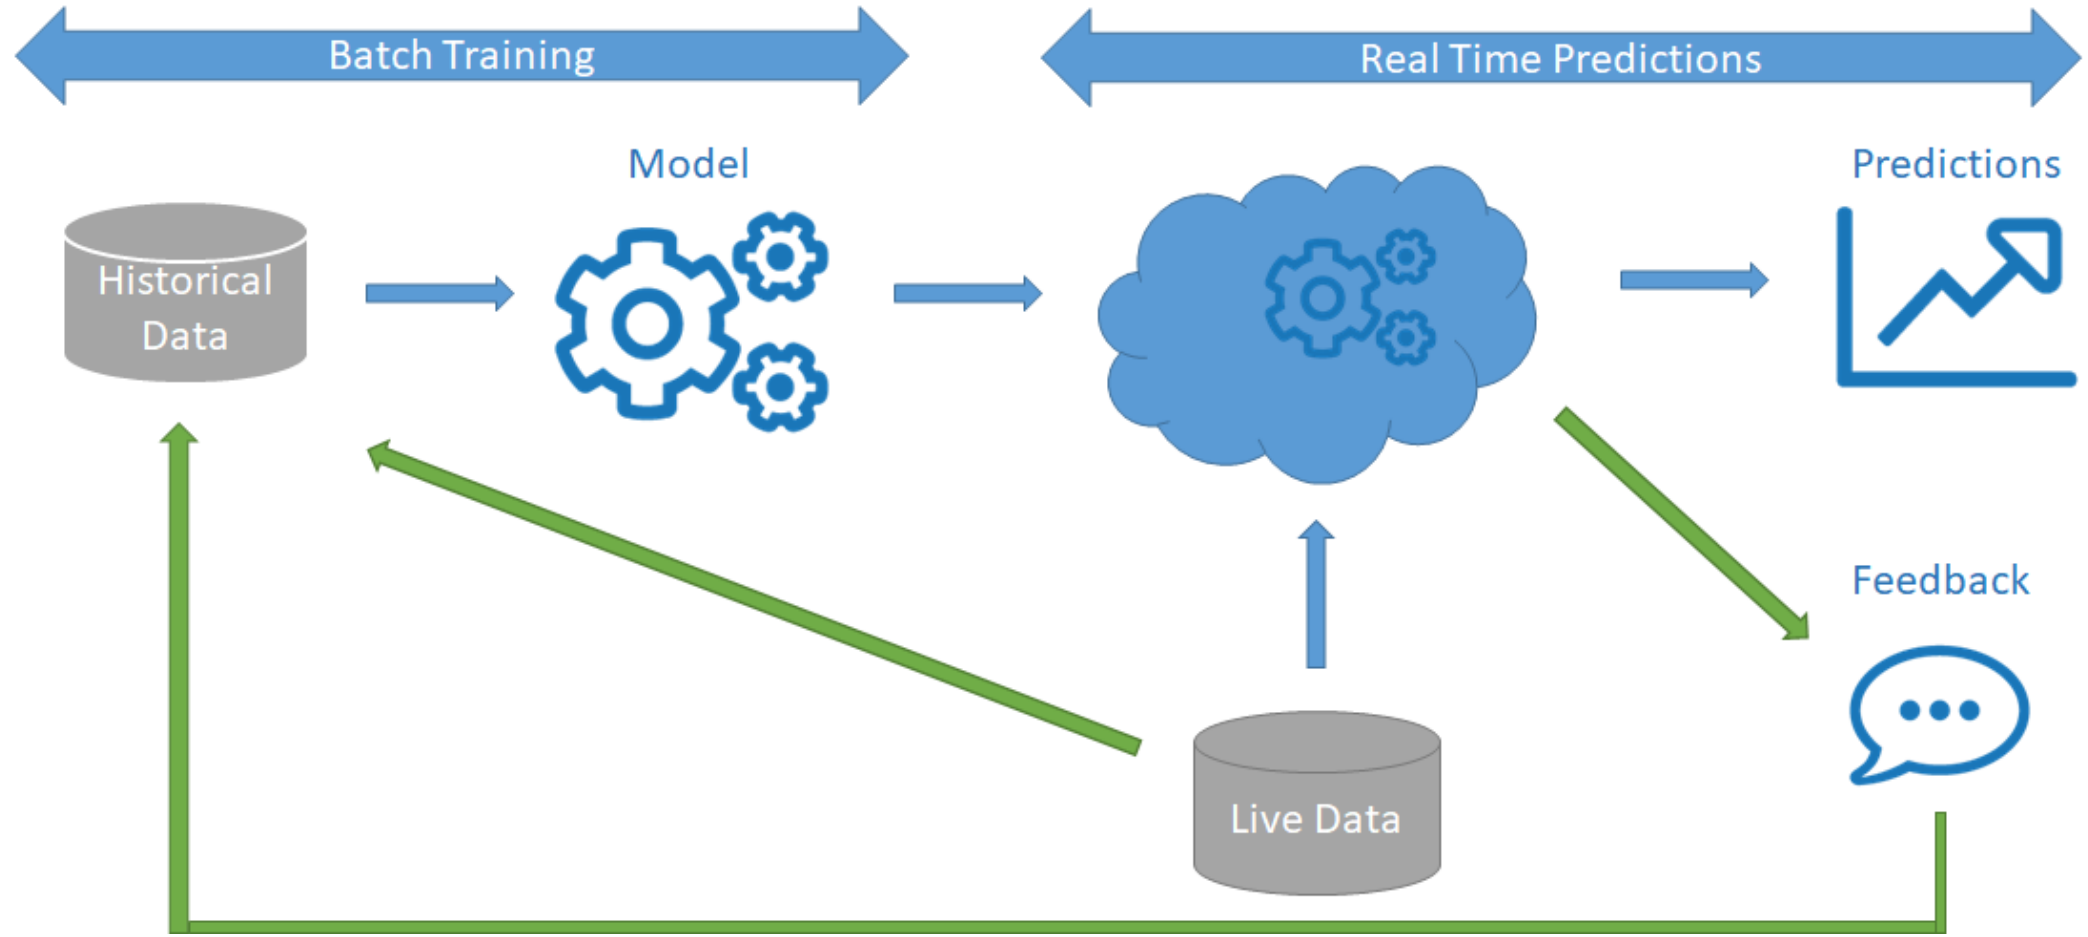 Batch Training
Real Time Predictions
Model
Predictions
Historical
Data
Feedback
Live Data